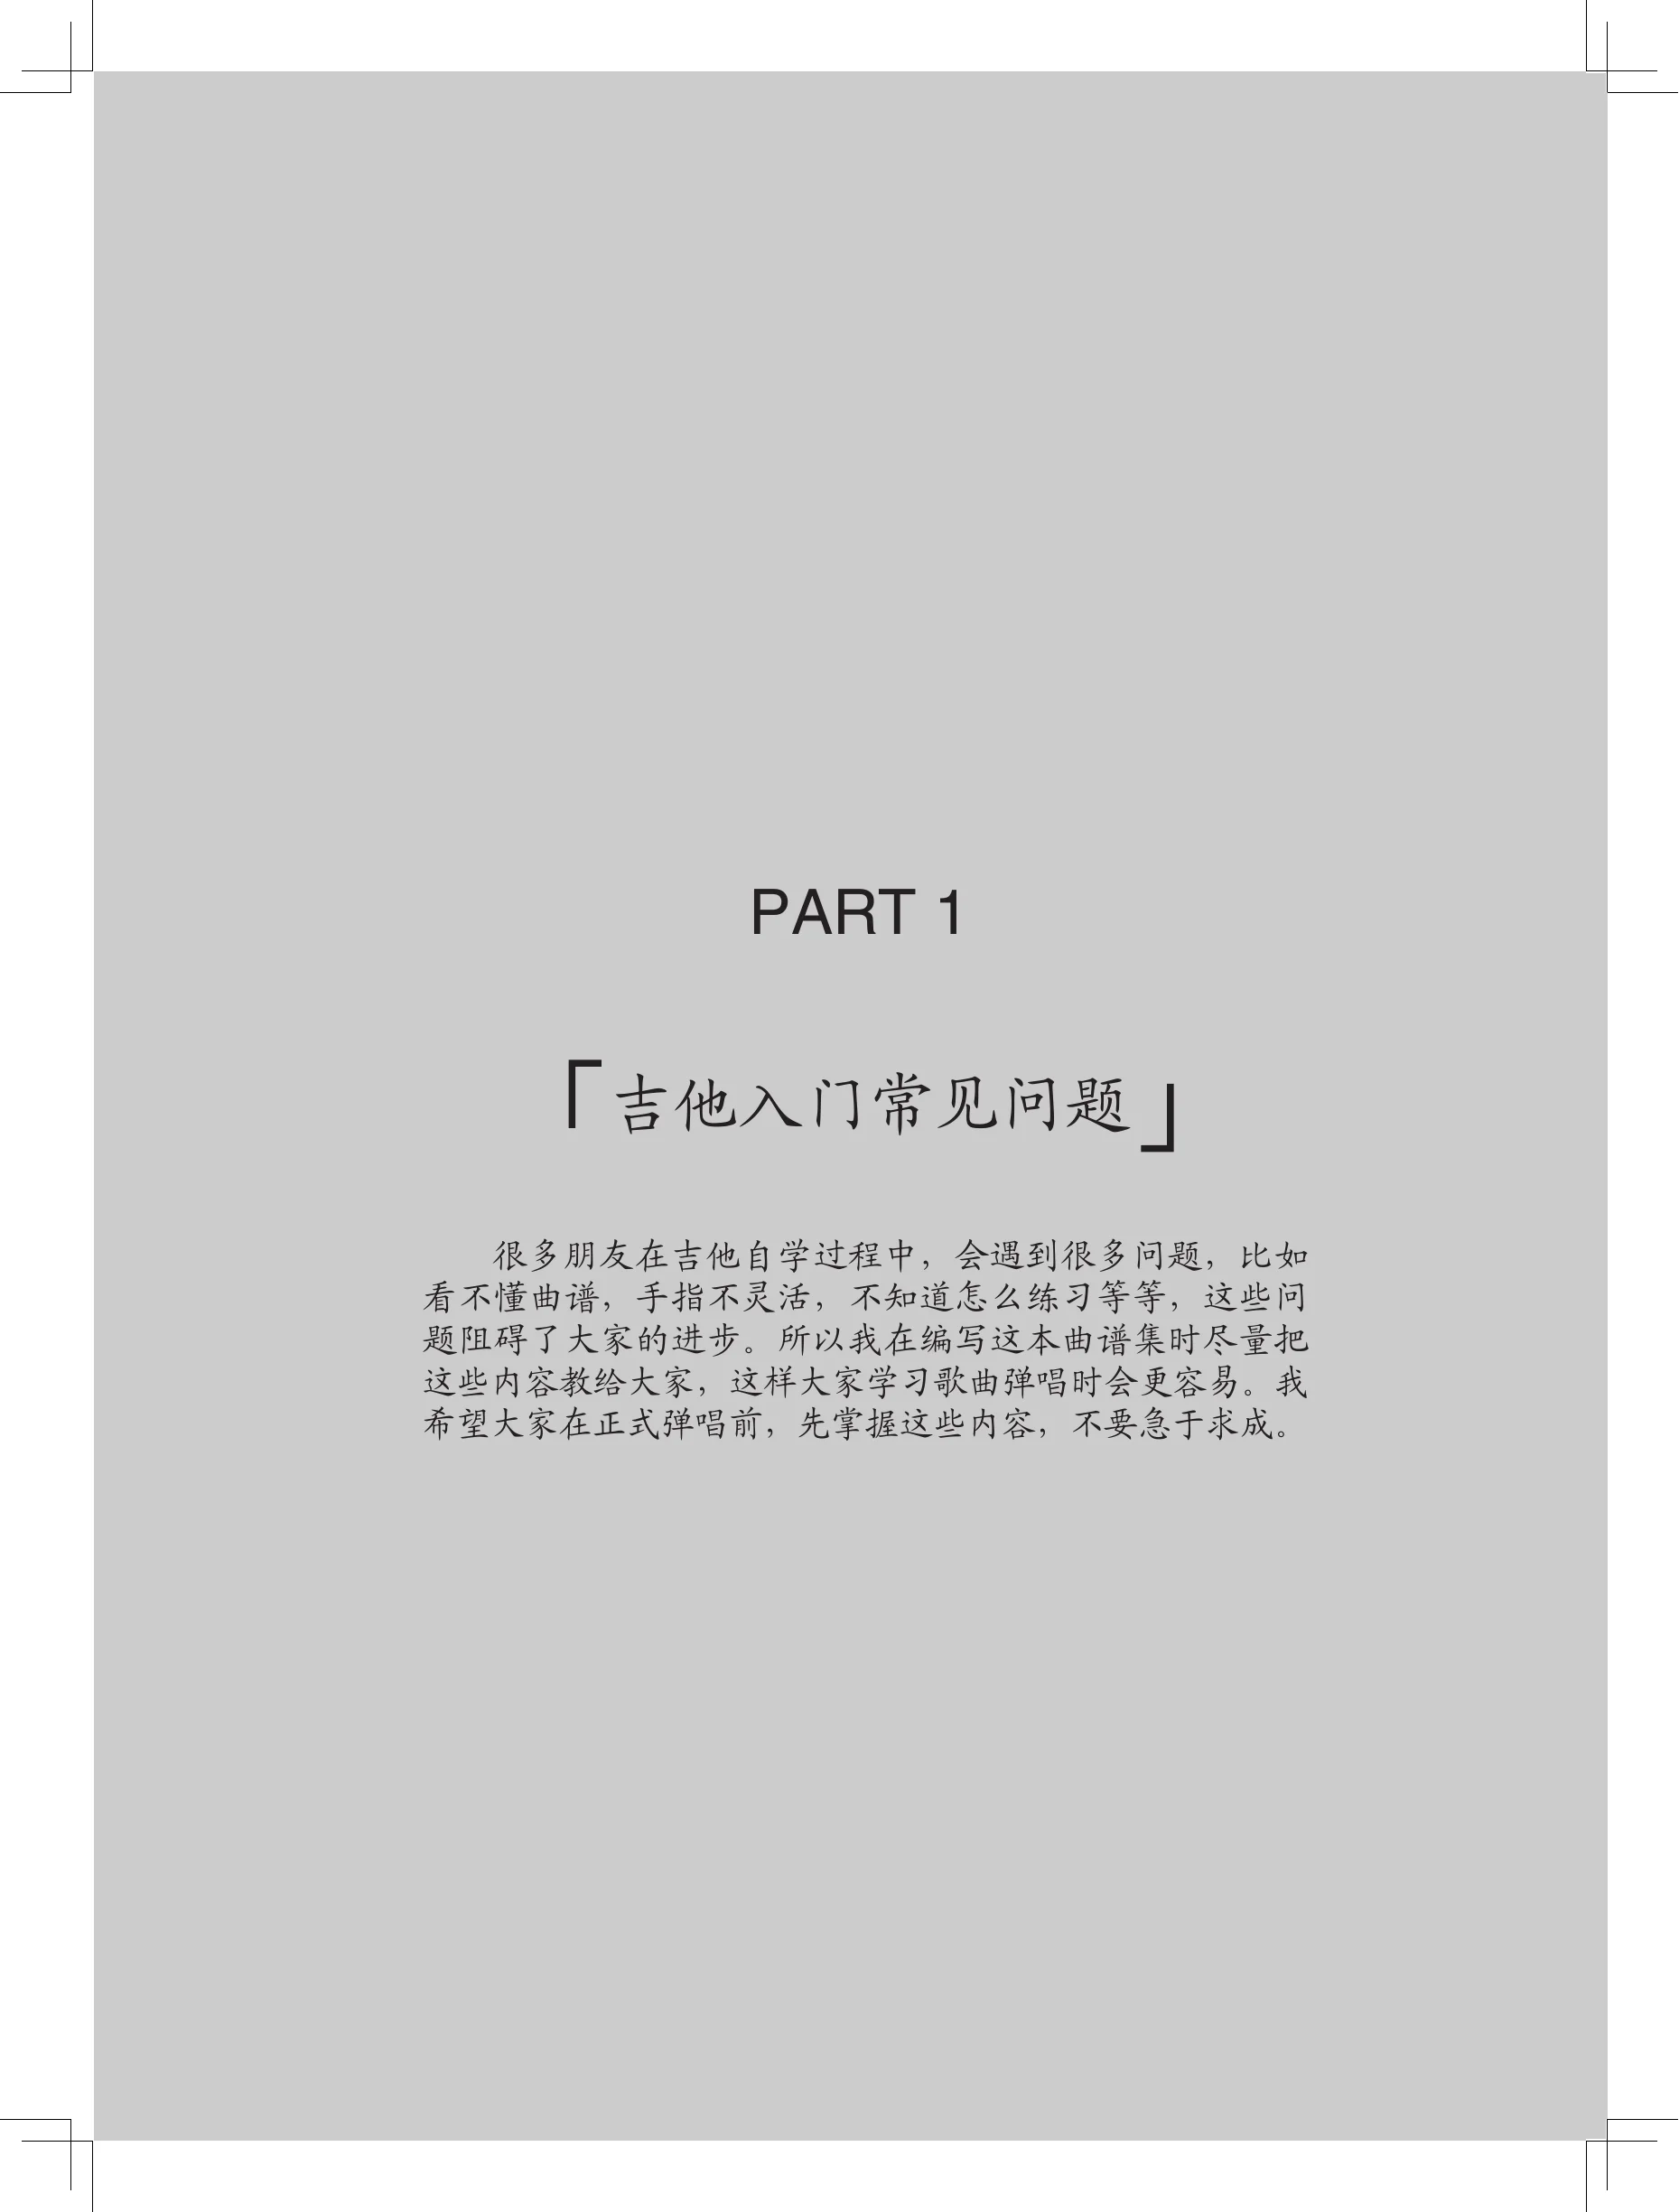 PART 1
「吉他入门常见问题」
很多朋友在吉他自学过程中，会遇到很多问题，比如
看不懂曲谱，手指不灵活，不知道怎么练习等等，这些问
题阻碍了大家的进步。所以我在编写这本曲谱集时尽量把
这些内容教给大家，这样大家学习歌曲弹唱时会更容易。我
希望大家在正式弹唱前，先掌握这些内容，不要急于求成。